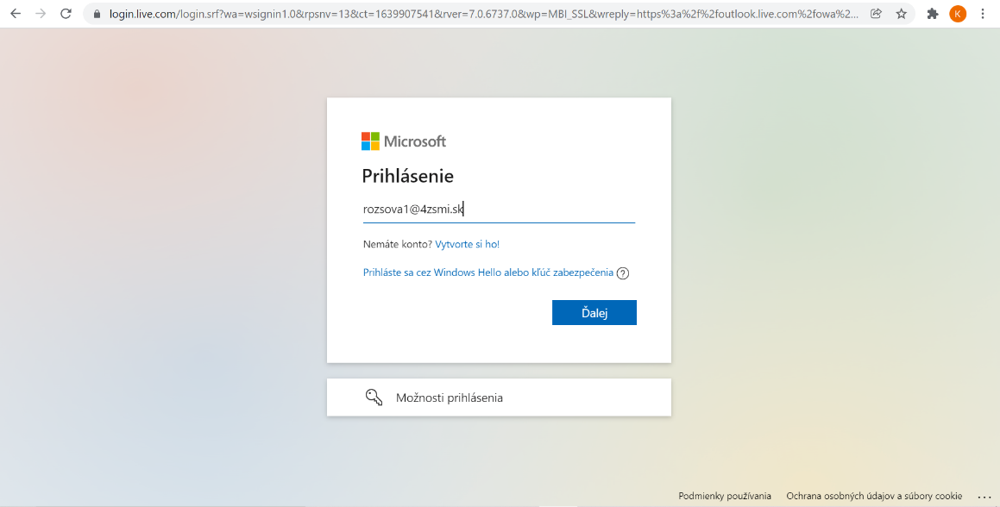 login.live.com/login.srf?wa=wsignin1.0&rpsnv=13&ct=1639907541&rver=7.0.6737.0&wp=MBI_SSL&wreply=https%3a%2f%2foutlook.live.com%2fowa%2...
K
Microsoft
Prihlásenie
rozsova1@4zsmi.sk
Nemáte konto? Vytvorte si ho!
Prihláste sa cez Windows Hello alebo kľúč zabezpečenia ?
Ďalej
Možnosti prihlásenia
Podmienky používania Ochrana osobných údajov a súbory cookie ...